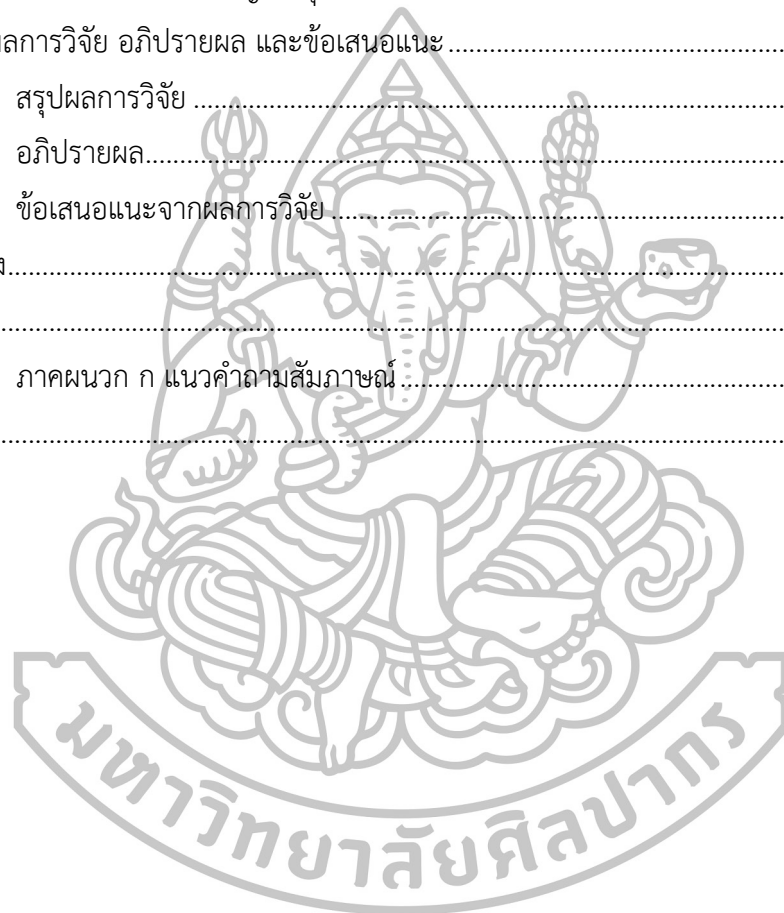 ลการวิจัย อภิปรายผล และข้อเสนอแนะ
สรุปผลการวิจัย
อภิปรายผล
ข้อเสนอแนะจากผลการวิจัย
ภาคผนวก ก แนวคำถามสัมภาษณ์
มหาวิทยาลัยศิลปากร